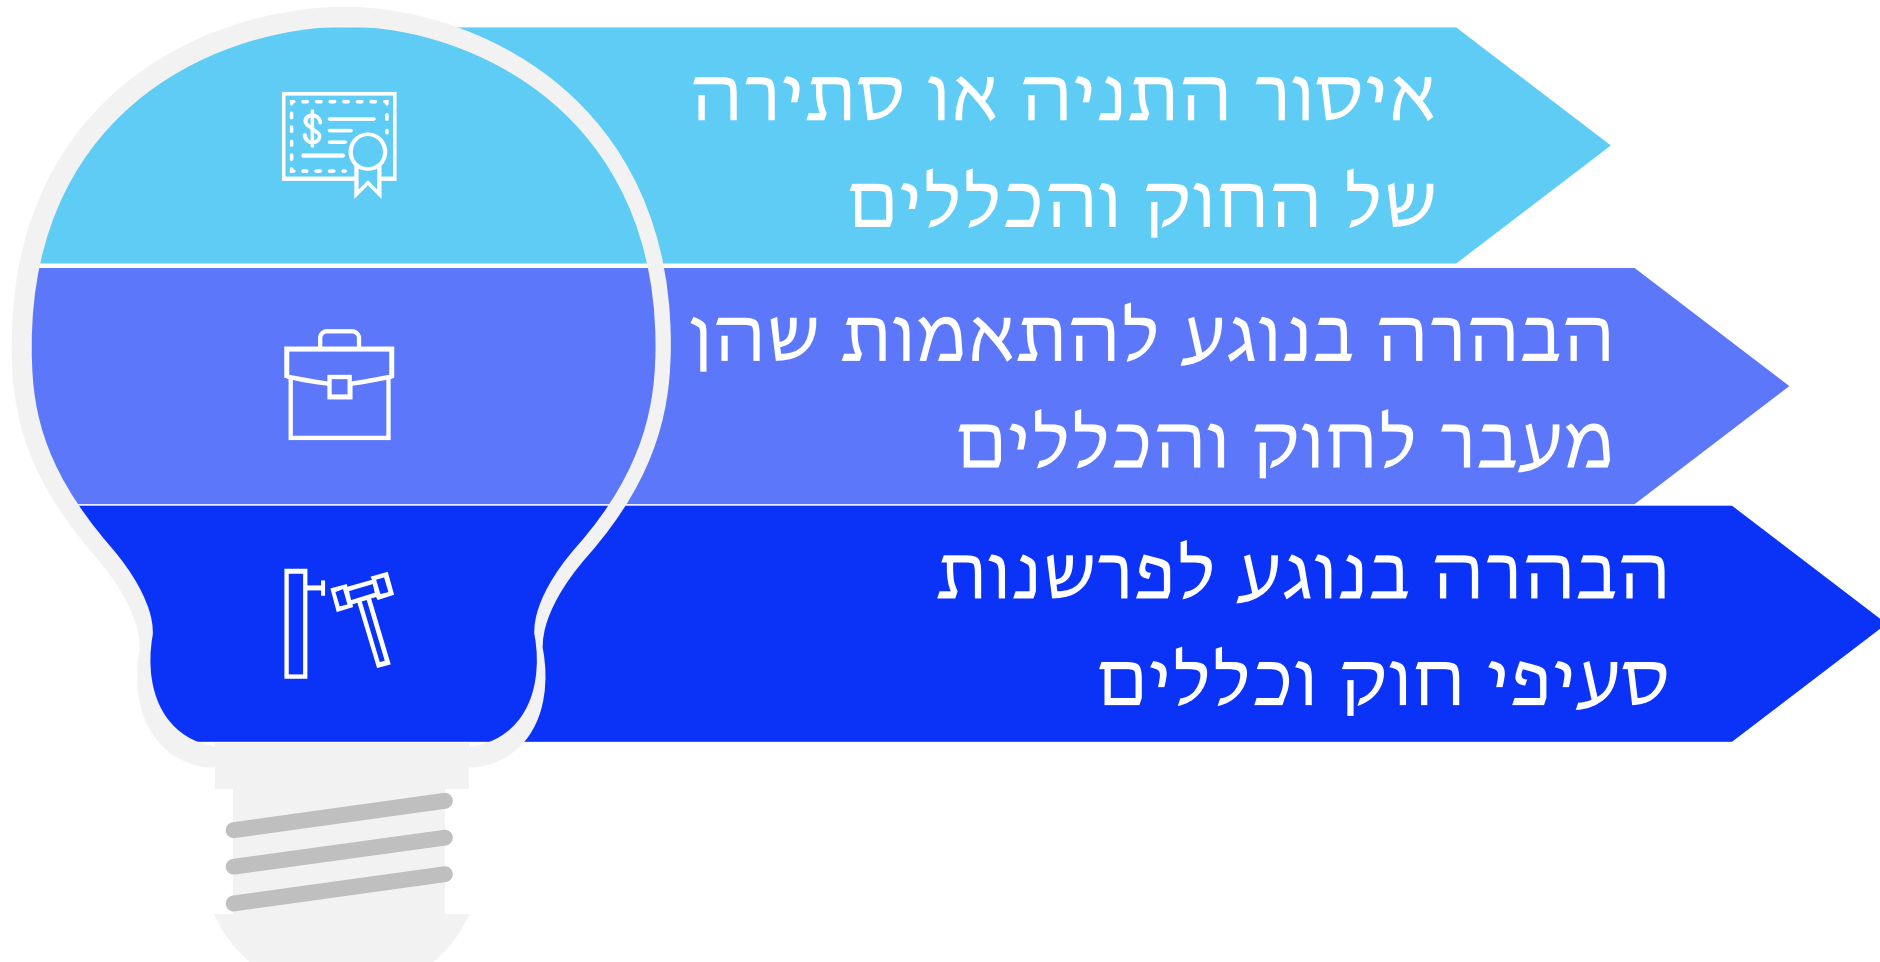 איסור התניה או סתירה
של החוק והכללים
הבהרה בנוגע להתאמות שהן
מעבר לחוק והכללים
הבהרה בנוגע לפרשנות
סעיפי חוק וכללים
$